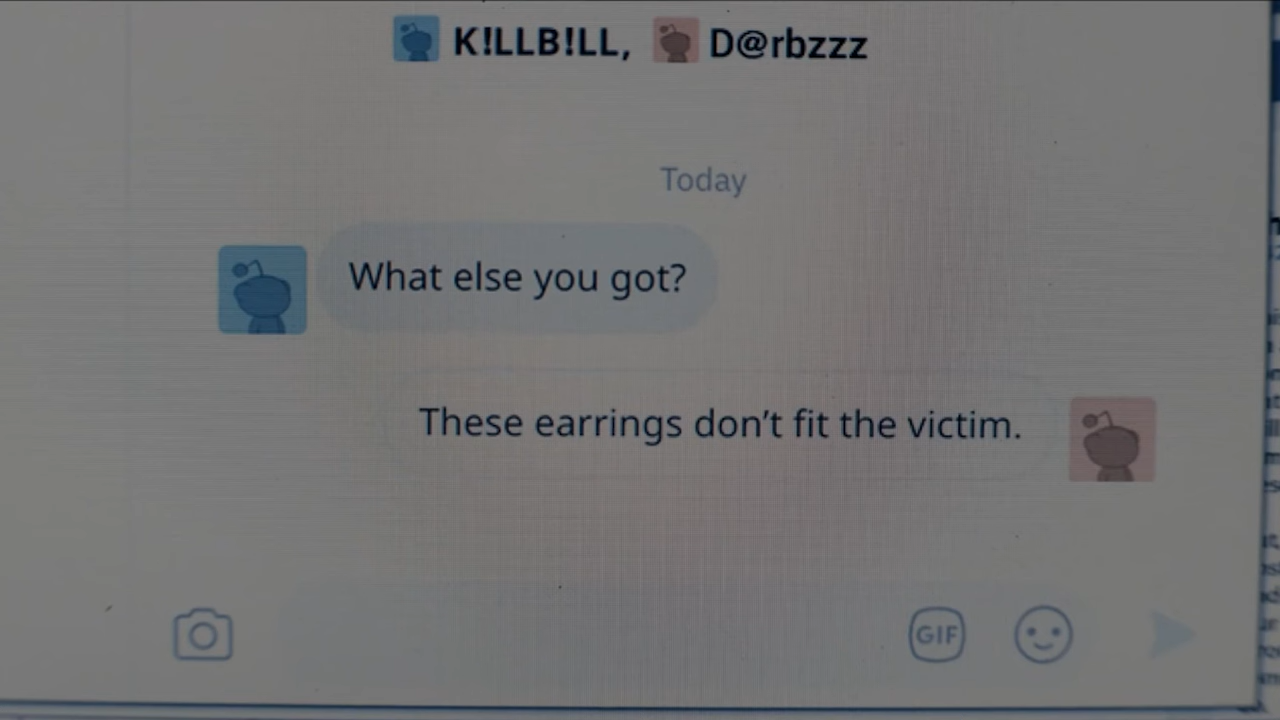 K!LLB!LL, D@rbzzz
Today
What else you got?
These earrings don’t fit the victim.
GIF